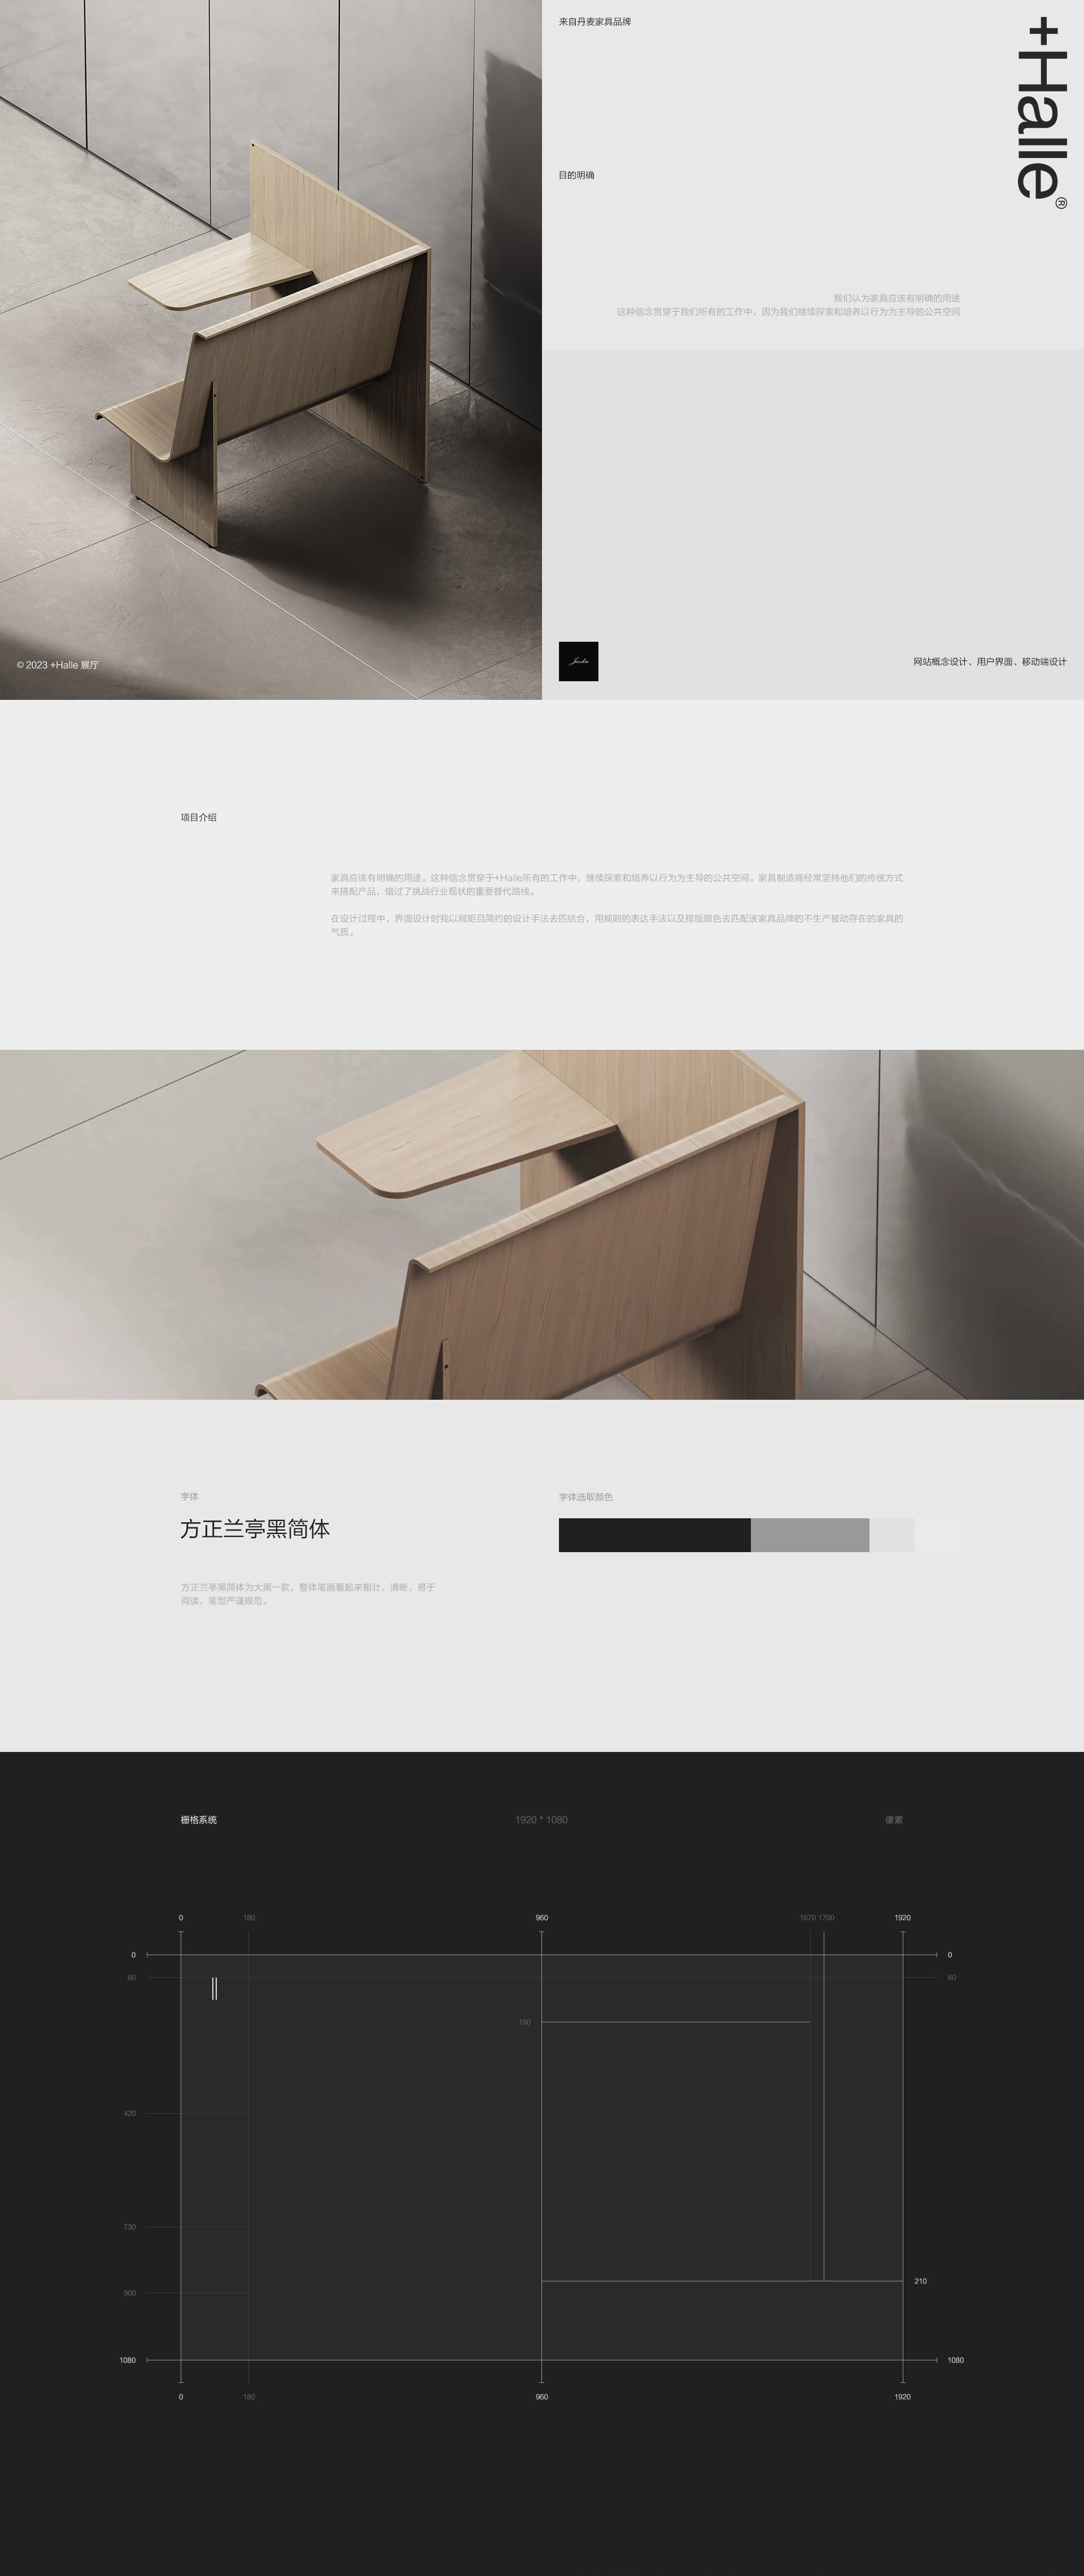 来自丹麦家具品牌
+Halle®
目的明确
我们认为家具应该有明确的用途
这种信念贯穿于我们所有的工作中，因为我们继续探索和培养以行为为主导的公共空间
© 2023 +Halle 展厅
网站概念设计、用户界面、移动端设计
项目介绍
家具应该有明确的用途。这种信念贯穿于+Halle所有的工作中，继续探索和培养以行为为主导的公共空间。家具制造商经常坚持他们的传统方式
来搭配产品，错过了挑战行业现状的重要替代路线。
在设计过程中，界面设计时我以规矩且简约的设计手法去匹结合，用规则的表达手法以及排版颜色去匹配该家具品牌的不生产被动存在的家具的
气质。
字体
字体选取颜色
方正兰亭黑简体
方正兰亭黑简体为大黑一款，整体笔画看起来粗壮、清晰、易于
阅读，笔型严谨规范。
栅格系统
1920 * 1080
像素
0
180
960
1670 1700
1920
0
0
60
60
190
420
730
210
900
1080
1080
0
180
960
1920